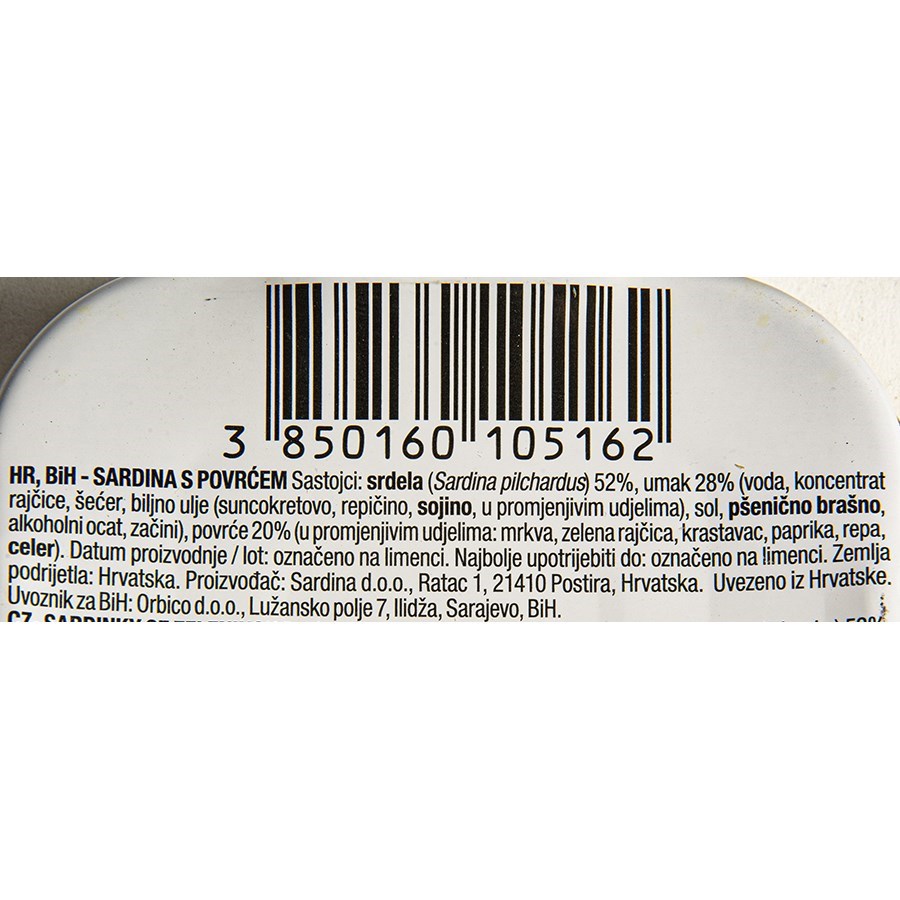 3 850160 105162
HR, BiH - SARDINA S POVRĆEM Sastojci: srdela (Sardina pilchardus) 52%, umak 28% (voda, koncentrat
rajčice, šećer, biljno ulje (suncokretovo, repičino, sojino, u promjenjivim udjelima), sol, pšenično brašno,
alkoholni ocat, začini), povrće 20% (u promjenjivim udjelima: mrkva, zelena rajčica, krastavac, paprika, repa,
celer). Datum proizvodnje / lot: označeno na limenci. Najbolje upotrijebiti do: označeno na limenci. Zemlja
podrijetla: Hrvatska. Proizvođač: Sardina d.o.o., Ratac 1, 21410 Postira, Hrvatska. Uvezeno iz Hrvatske.
Uvoznik za BiH: Orbico d.o.o., Lužansko polje 7, Ilidža, Sarajevo, BiH.